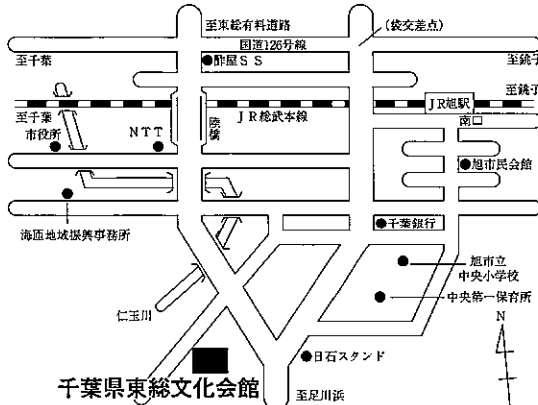 至東総有料道路
(袋交差点)
国道126号線
至千葉
酢屋SS
至銚子
至銚子
JR旭駅
至千葉
JR総武本線
南口
市役所
NTT
陸橋
旭市民会館
千葉銀行
海匝地域振興事務所
旭市立
中央小学校
仁玉川
中央第一保育所
N
日石スタンド
千葉県東総文化会館
至足川浜